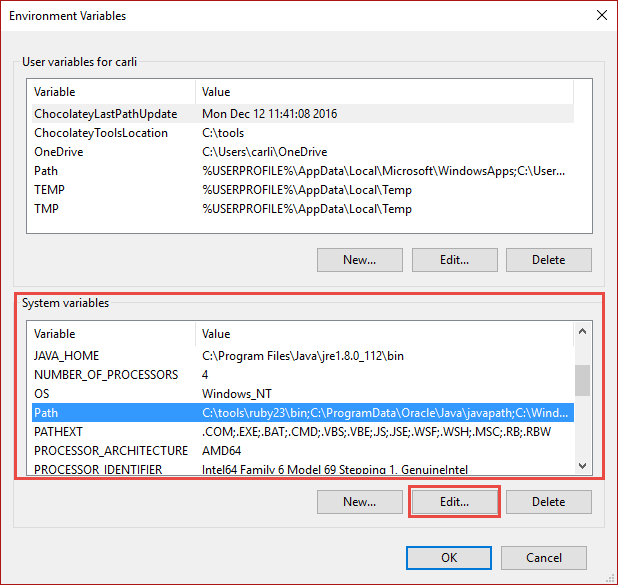 Environment Variables
User variables for carli
Variable Value
ChocolateyLastPathUpdate Mon Dec 12 11:41:08 2016
ChocolateyToolsLocation C:\tools
OneDrive C:\Users\carli\OneDrive
Path %USERPROFILE%\AppData\Local\Microsoft\WindowsApps;C:\User...
TEMP %USERPROFILE%\AppData\Local\Temp
TMP %USERPROFILE%\AppData\Local\Temp
New... Edit... Delete
System variables
Variable Value
JAVA_HOME C:\Program Files\Java\jre1.8.0_112\bin
NUMBER_OF_PROCESSORS 4
OS Windows_NT
Path C:\tools\ruby23\bin;C:\ProgramData\Oracle\Java\javapath;C:\Wind...
PATHEXT .COM;.EXE;.BAT;.CMD;.VBS;.VBE;.JS;.JSE;.WSF;.WSH;.MSC;.RB;.RBW
PROCESSOR_ARCHITECTURE AMD64
PROCESSOR_IDENTIFIER Intel64 Family 6 Model 69 Stepping 1, GenuineIntel
New... Edit... Delete
OK Cancel